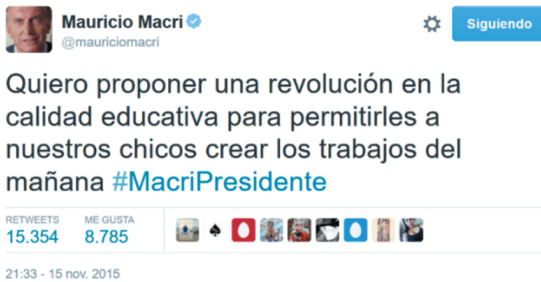 Mauricio Macri
@mauriciomacri
Siguiendo
Quiero proponer una revolución en la
calidad educativa para permitirles a
nuestros chicos crear los trabajos del
mañana #MacriPresidente
RETWEETS ME GUSTA
15.354 8.785
21:33 - 15 nov. 2015